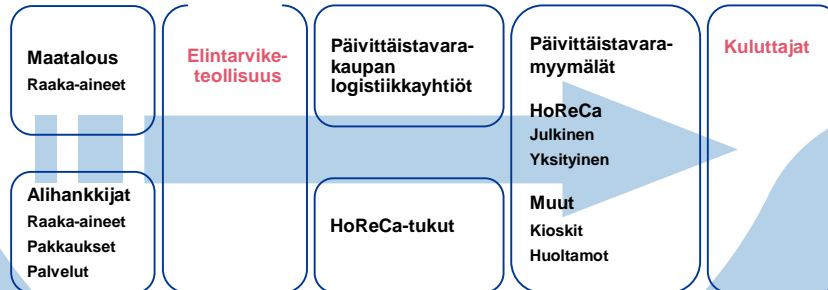 Maatalous
Raaka-aineet
Alihankkijat
Raaka-aineet
Pakkaukset
Palvelut
Elintarvike-
teollisuus
Päivittäistavara-
kaupan
logistiikkayhtiöt
HoReCa-tukut
Päivittäistavara-
myymälät
HoReCa
Julkinen
Yksityinen
Muut
Kioskit
Huoltamot
Kuluttajat